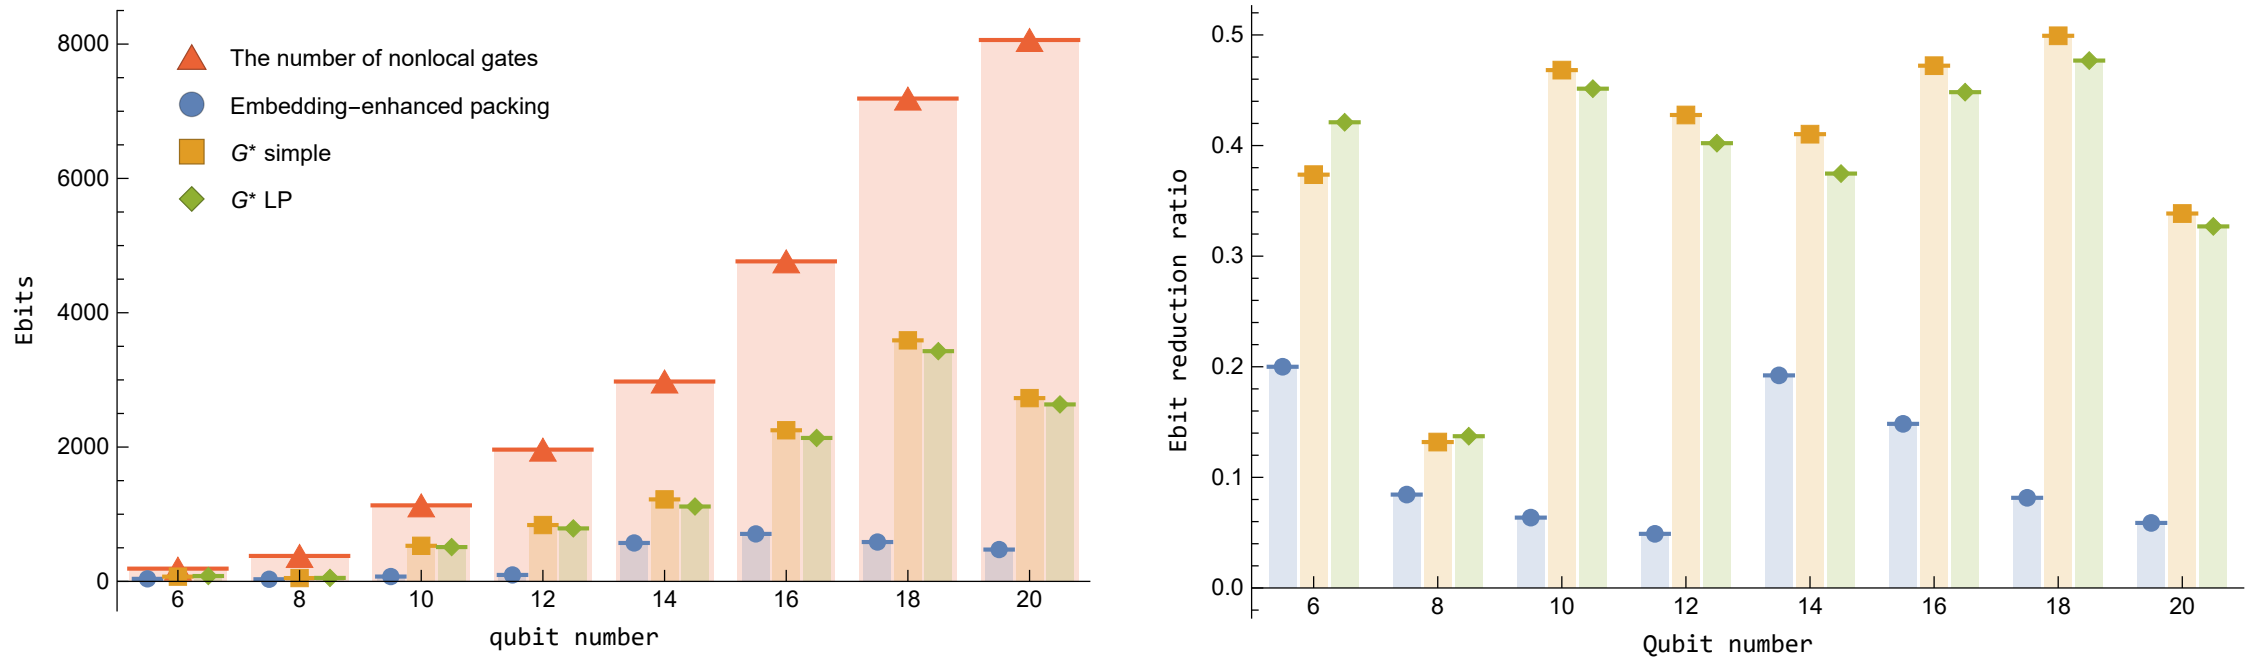 8000
6000
4000
2000
0
Ebits
The number of nonlocal gates
Embedding−enhanced packing
G* simple
G* LP
6 8 10 12 14 16 18 20
qubit number
0.5
0.4
0.3
0.2
0.1
0.0
Ebit reduction ratio
6 8 10 12 14 16 18 20
Qubit number